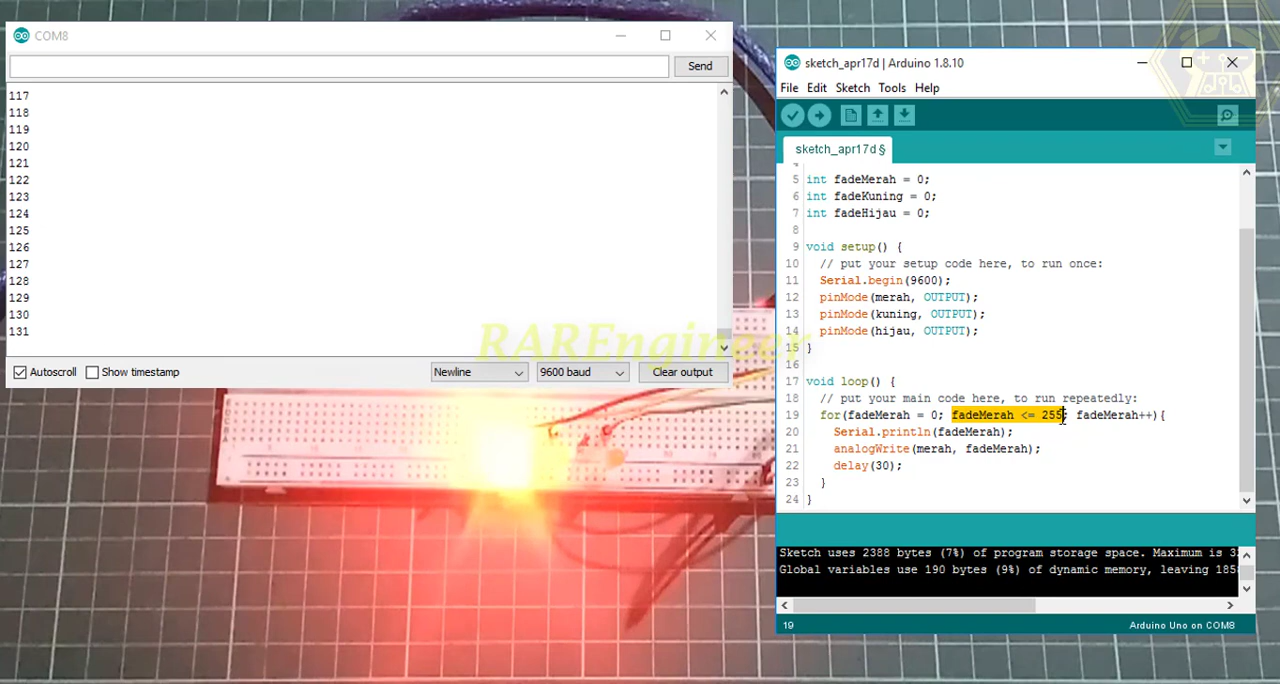 COM8
Send
117
118
119
120
121
122
123
124
125
126
127
128
129
130
131
Autoscroll
Show timestamp
Newline
9600 baud
Clear output
RAREngineer
sketch_apr17d | Arduino 1.8.10
File Edit Sketch Tools Help
sketch_apr17d §
5 int fadeMerah = 0;
6 int fadeKuning = 0;
7 int fadeHijau = 0;
8
9 void setup() {
10 // put your setup code here, to run once:
11 Serial.begin(9600);
12 pinMode(merah, OUTPUT);
13 pinMode(kuning, OUTPUT);
14 pinMode(hijau, OUTPUT);
15 }
16
17 void loop() {
18 // put your main code here, to run repeatedly:
19 for(fadeMerah = 0; fadeMerah <= 255; fadeMerah++){
20 Serial.println(fadeMerah);
21 analogWrite(merah, fadeMerah);
22 delay(30);
23 }
24 }
Sketch uses 2388 bytes (7%) of program storage space. Maximum is 3
Global variables use 190 bytes (9%) of dynamic memory, leaving 185
19
Arduino Uno on COM8